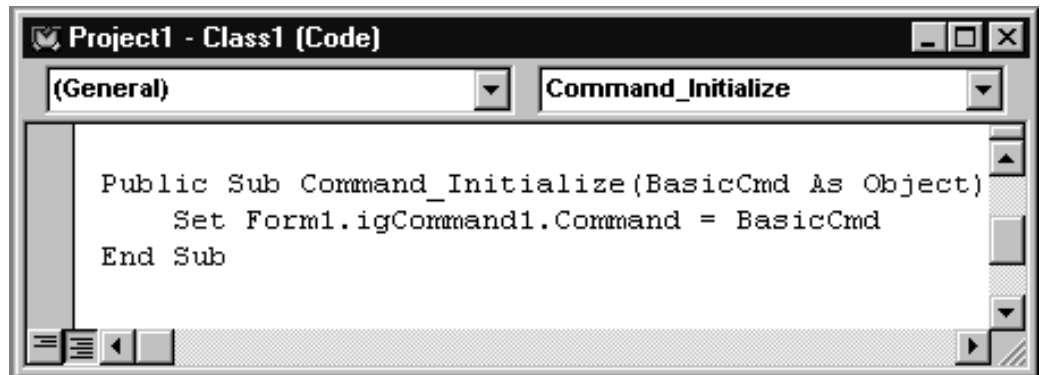 Project1 - Class1 (Code)
(General)
Command_Initialize
Public Sub Command_Initialize(BasicCmd As Object)
Set Form1.igCommand1.Command = BasicCmd
End Sub